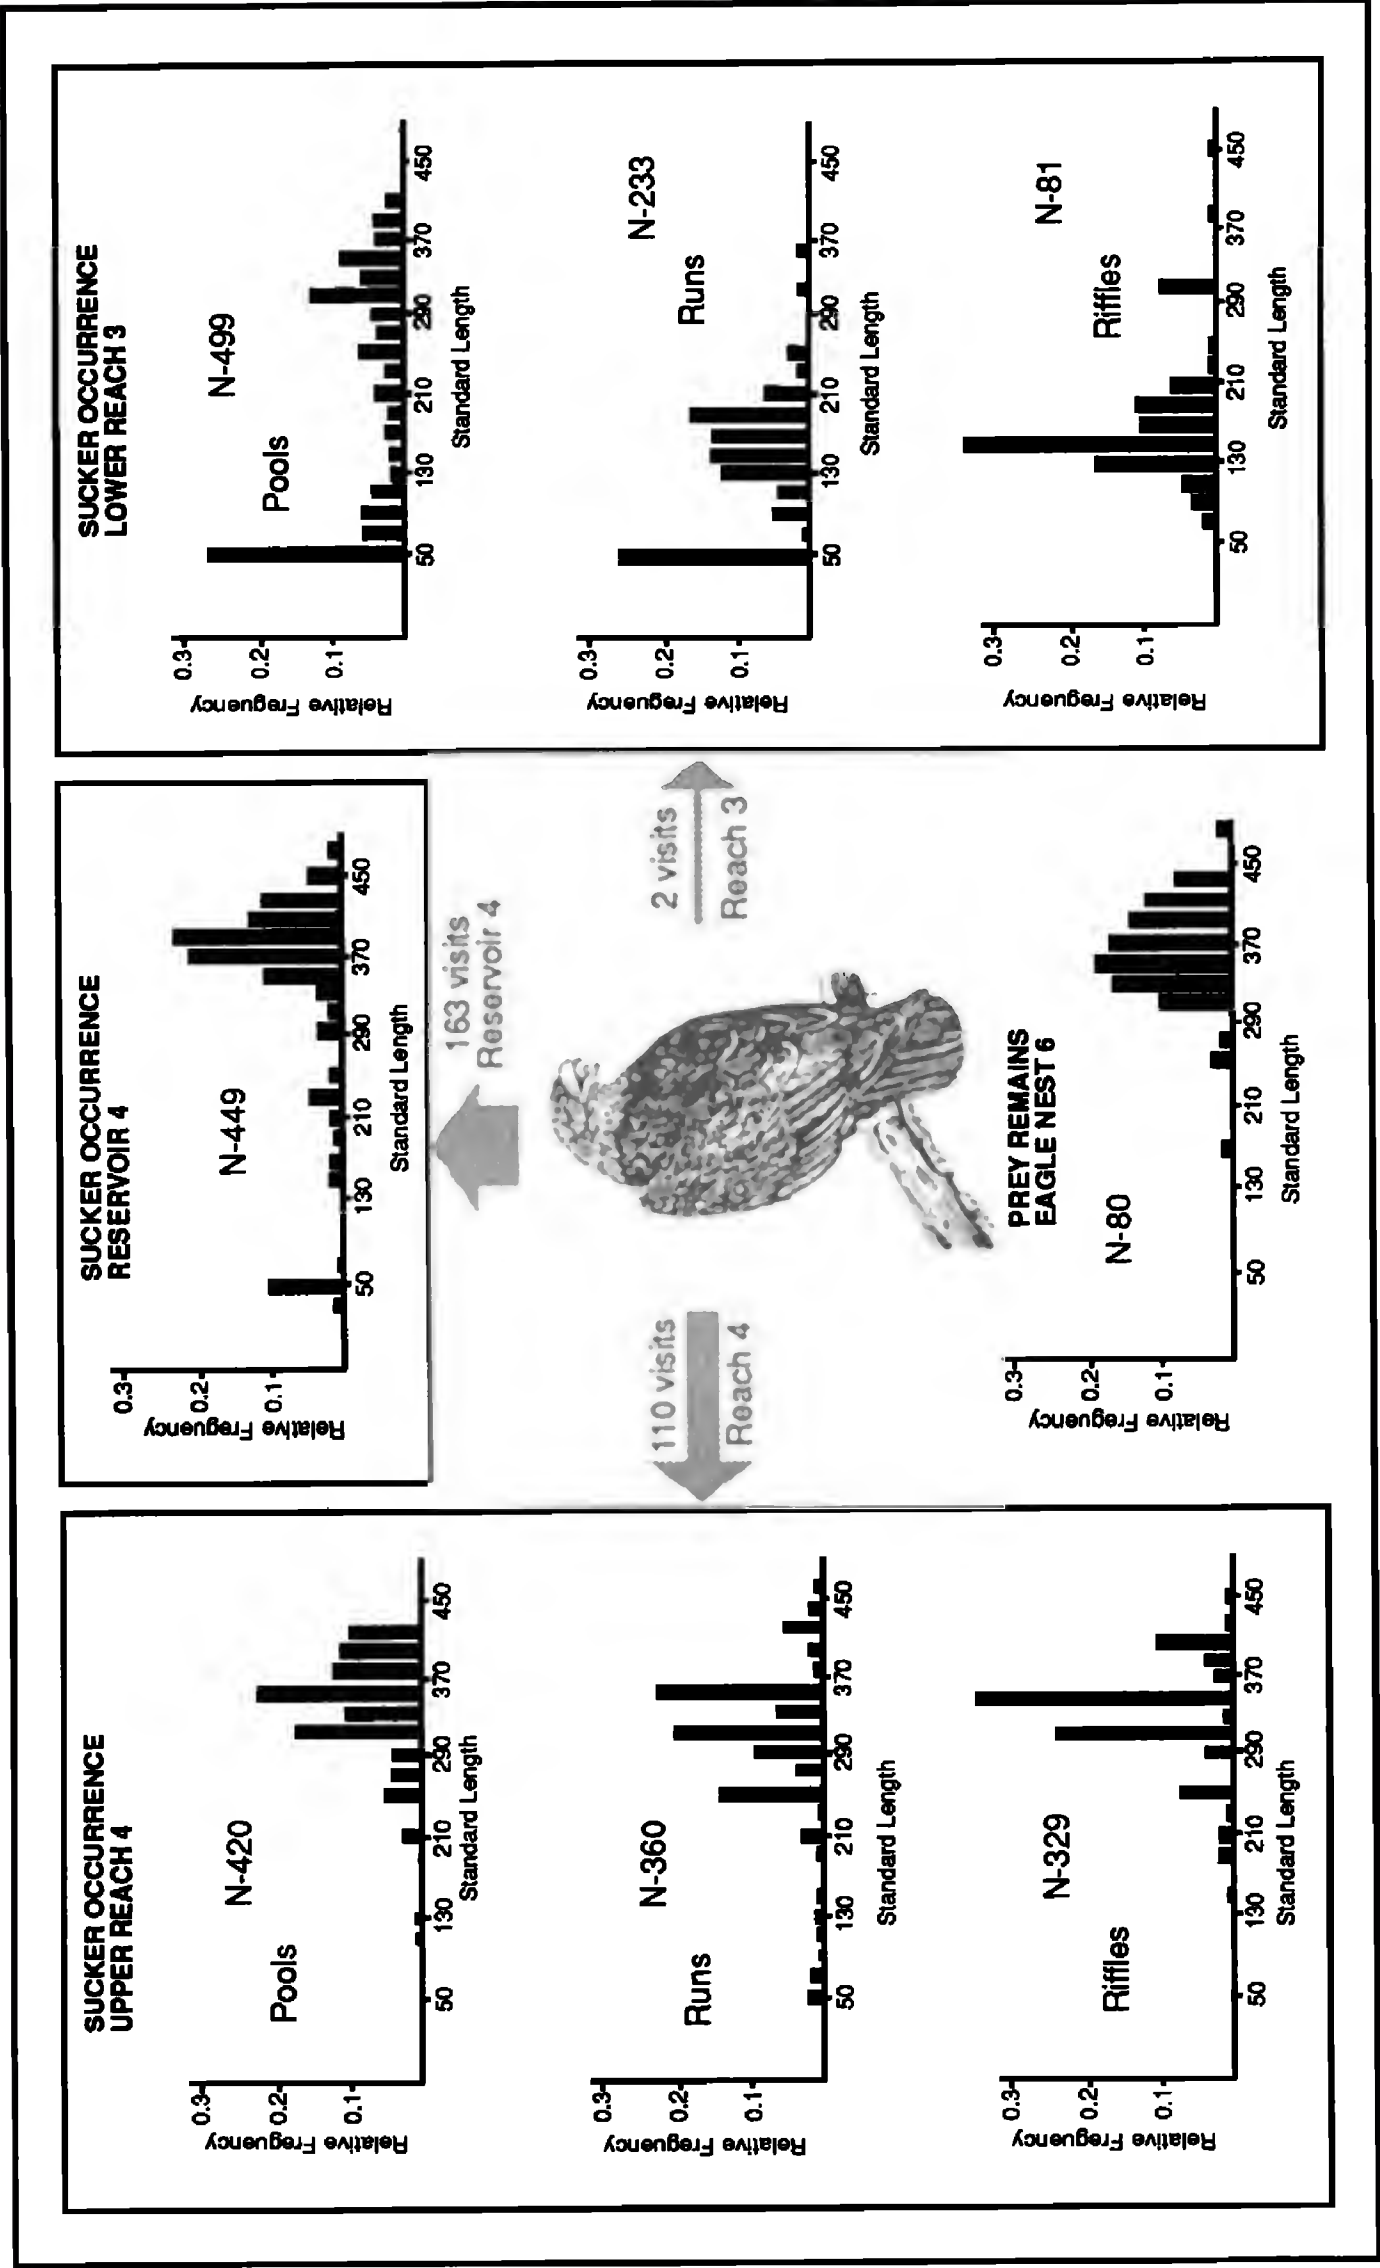 SUCKER OCCURRENCE
UPPER REACH 4
N-420
Pools
Relative Freguency
0.3
0.2
0.1
50 130 210 290 370 450
Standard Length
N-360
Runs
Relative Freguency
0.3
0.2
0.1
50 130 210 290 370 450
Standard Length
N-329
Riffles
Relative Freguency
0.3
0.2
0.1
50 130 210 290 370 450
Standard Length
SUCKER OCCURRENCE
RESERVOIR 4
N-449
Relative Freguency
0.3
0.2
0.1
50 130 210 290 370 450
Standard Length
163 visits
Reservoir 4
110 visits
Reach 4
2 visits
Reach 3
PREY REMAINS
EAGLE NEST 6
N-80
Relative Freguency
0.3
0.2
0.1
50 130 210 290 370 450
Standard Length
SUCKER OCCURRENCE
LOWER REACH 3
N-499
Pools
Relative Freguency
0.3
0.2
0.1
50 130 210 290 370 450
Standard Length
N-233
Runs
Relative Freguency
0.3
0.2
0.1
50 130 210 290 370 450
Standard Length
N-81
Riffles
Relative Freguency
0.3
0.2
0.1
50 130 210 290 370 450
Standard Length